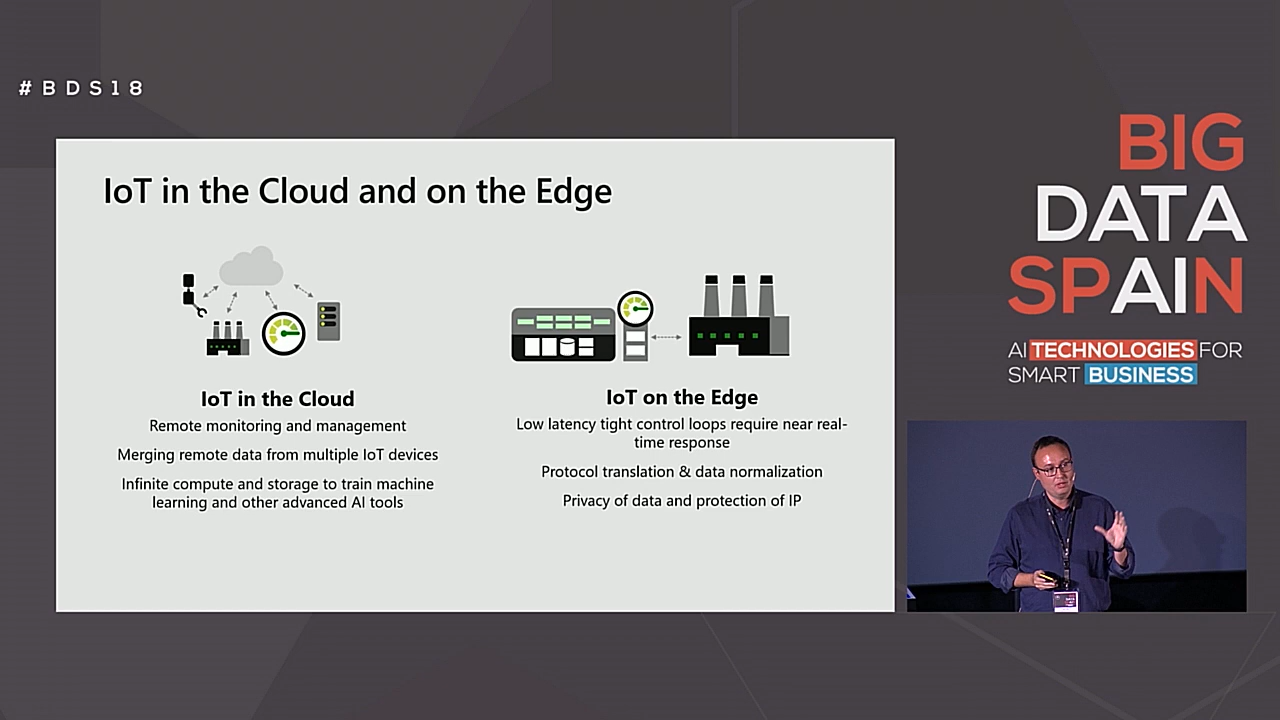 #BDS18
IoT in the Cloud and on the Edge
IoT in the Cloud
Remote monitoring and management
Merging remote data from multiple IoT devices
Infinite compute and storage to train machine
learning and other advanced AI tools
IoT on the Edge
Low latency tight control loops require near real-
time response
Protocol translation & data normalization
Privacy of data and protection of IP
BIG
DATA
SPAIN
AI TECHNOLOGIES FOR
SMART BUSINESS